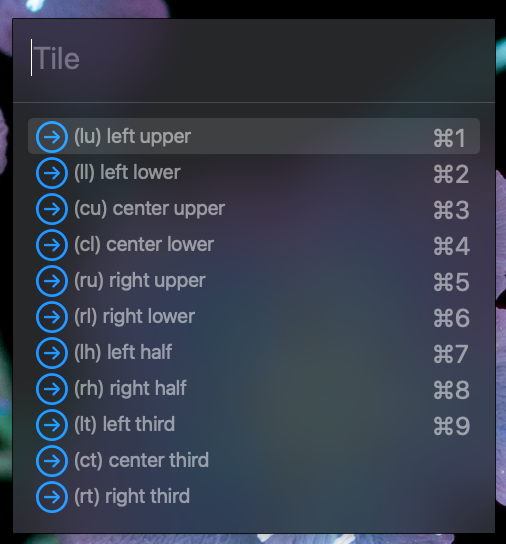 Tile
(lu) left upper ⌘1
(ll) left lower ⌘2
(cu) center upper ⌘3
(cl) center lower ⌘4
(ru) right upper ⌘5
(rl) right lower ⌘6
(lh) left half ⌘7
(rh) right half ⌘8
(lt) left third ⌘9
(ct) center third
(rt) right third